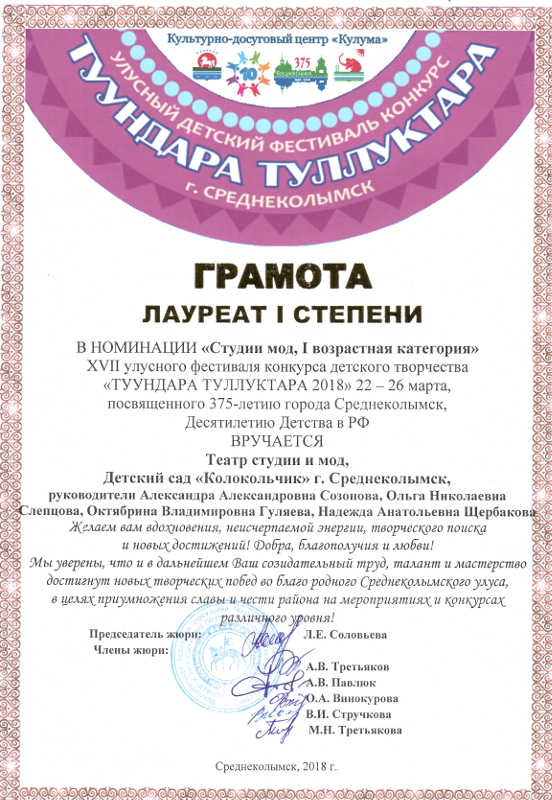 Культурно-досуговый центр «Кулума»
10
375
УЛУСНЫЙ ДЕТСКИЙ ФЕСТИВАЛЬ КОНКУРС
ТУУНДАРА ТУЛЛУКТАРА
г. СРЕДНЕКОЛЫМСК
ГРАМОТА
ЛАУРЕАТ I СТЕПЕНИ
В НОМИНАЦИИ «Студии мод, I возрастная категория»
XVII улусного фестиваля конкурса детского творчества
«ТУУНДАРА ТУЛЛУКТАРА 2018» 22 – 26 марта,
посвященного 375-летию города Среднеколымск,
Десятилетию Детства в РФ
ВРУЧАЕТСЯ
Театр студии и мод,
Детский сад «Колокольчик» г. Среднеколымск,
руководители Александра Александровна Созонова, Ольга Николаевна
Слепцова, Октябрина Владимировна Гуляева, Надежда Анатольевна Щербакова
Желаем вам вдохновения, неисчерпаемой энергии, творческого поиска
и новых достижений! Добра, благополучия и любви!
Мы уверены, что и в дальнейшем Ваш созидательный труд, талант и мастерство
достигнут новых творческих побед во благо родного Среднеколымского улуса,
в целях приумножения славы и чести района на мероприятиях и конкурсах
различного уровня!
Председатель жюри: Л.Е. Соловьева
Члены жюри:
А.В. Третьяков
А.В. Павлюк
О.А. Винокурова
В.И. Стручкова
М.Н. Третьякова
Среднеколымск, 2018 г.